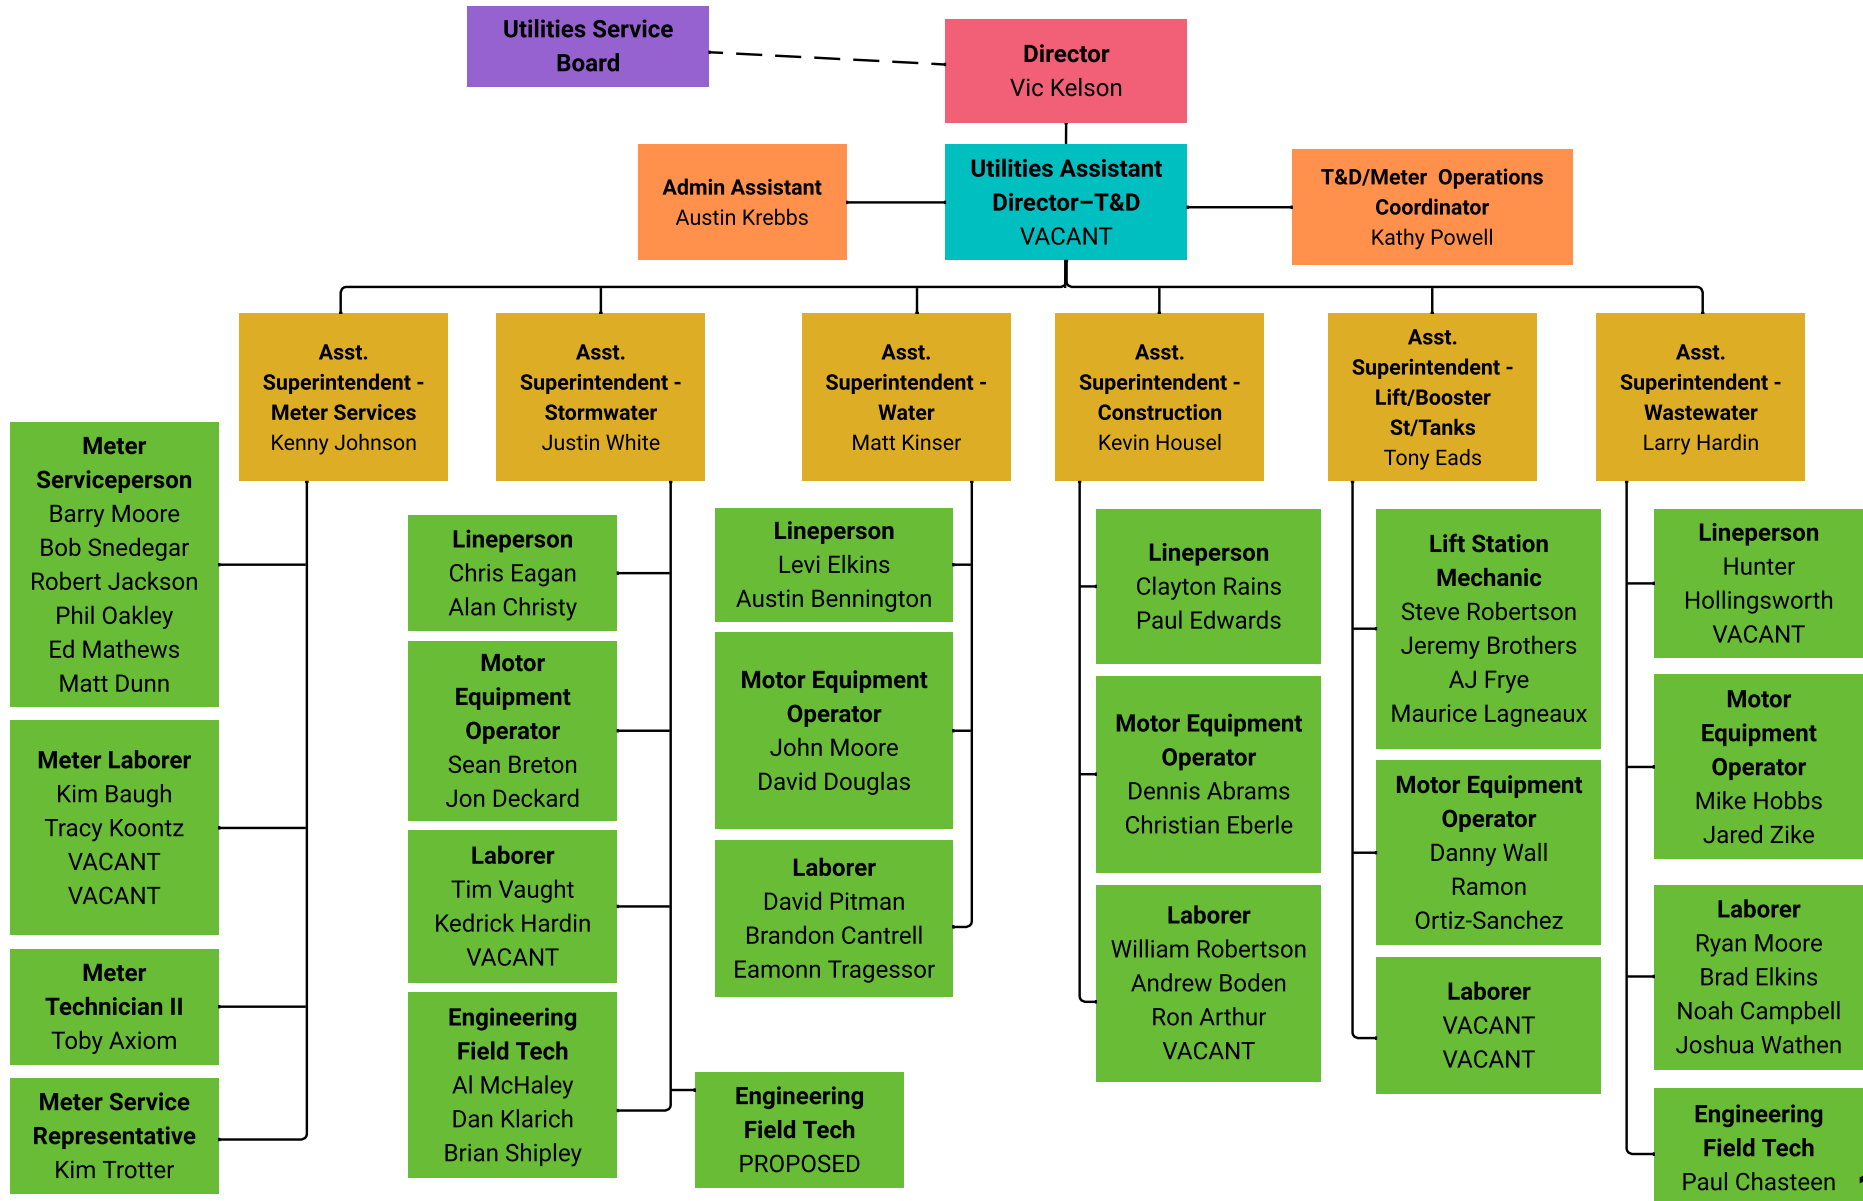 Utilities Service
Board
Director
Vic Kelson
Admin Assistant
Austin Krebbs
Utilities Assistant
Director–T&D
VACANT
T&D/Meter Operations
Coordinator
Kathy Powell
Asst.
Superintendent -
Meter Services
Kenny Johnson
Asst.
Superintendent -
Stormwater
Justin White
Asst.
Superintendent -
Water
Matt Kinser
Asst.
Superintendent -
Construction
Kevin Housel
Asst.
Superintendent -
Lift/Booster
St/Tanks
Tony Eads
Asst.
Superintendent -
Wastewater
Larry Hardin
Meter
Serviceperson
Barry Moore
Bob Snedegar
Robert Jackson
Phil Oakley
Ed Mathews
Matt Dunn
Meter Laborer
Kim Baugh
Tracy Koontz
VACANT
VACANT
Meter
Technician II
Toby Axiom
Meter Service
Representative
Kim Trotter
Lineperson
Chris Eagan
Alan Christy
Motor
Equipment
Operator
Sean Breton
Jon Deckard
Laborer
Tim Vaught
Kedrick Hardin
VACANT
Engineering
Field Tech
Al McHaley
Dan Klarich
Brian Shipley
Engineering
Field Tech
PROPOSED
Lineperson
Levi Elkins
Austin Bennington
Motor Equipment
Operator
John Moore
David Douglas
Laborer
David Pitman
Brandon Cantrell
Eamonn Tragessor
Lineperson
Clayton Rains
Paul Edwards
Motor Equipment
Operator
Dennis Abrams
Christian Eberle
Laborer
William Robertson
Andrew Boden
Ron Arthur
VACANT
Lift Station
Mechanic
Steve Robertson
Jeremy Brothers
AJ Frye
Maurice Lagneaux
Motor Equipment
Operator
Danny Wall
Ramon
Ortiz-Sanchez
Laborer
VACANT
VACANT
Lineperson
Hunter
Hollingsworth
VACANT
Motor
Equipment
Operator
Mike Hobbs
Jared Zike
Laborer
Ryan Moore
Brad Elkins
Noah Campbell
Joshua Wathen
Engineering
Field Tech
Paul Chasteen